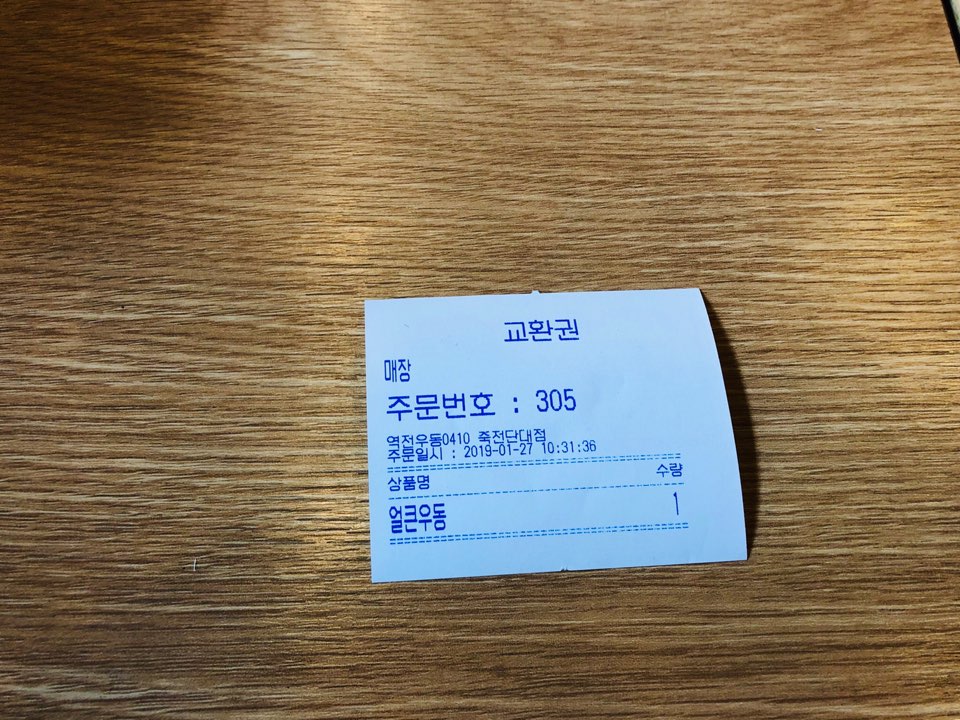 교환권
매장
주문번호 : 305
역전우동0410 죽전단대점
주문일시 : 2019-01-27 10:31:36
상품명 수량
얼큰우동 1